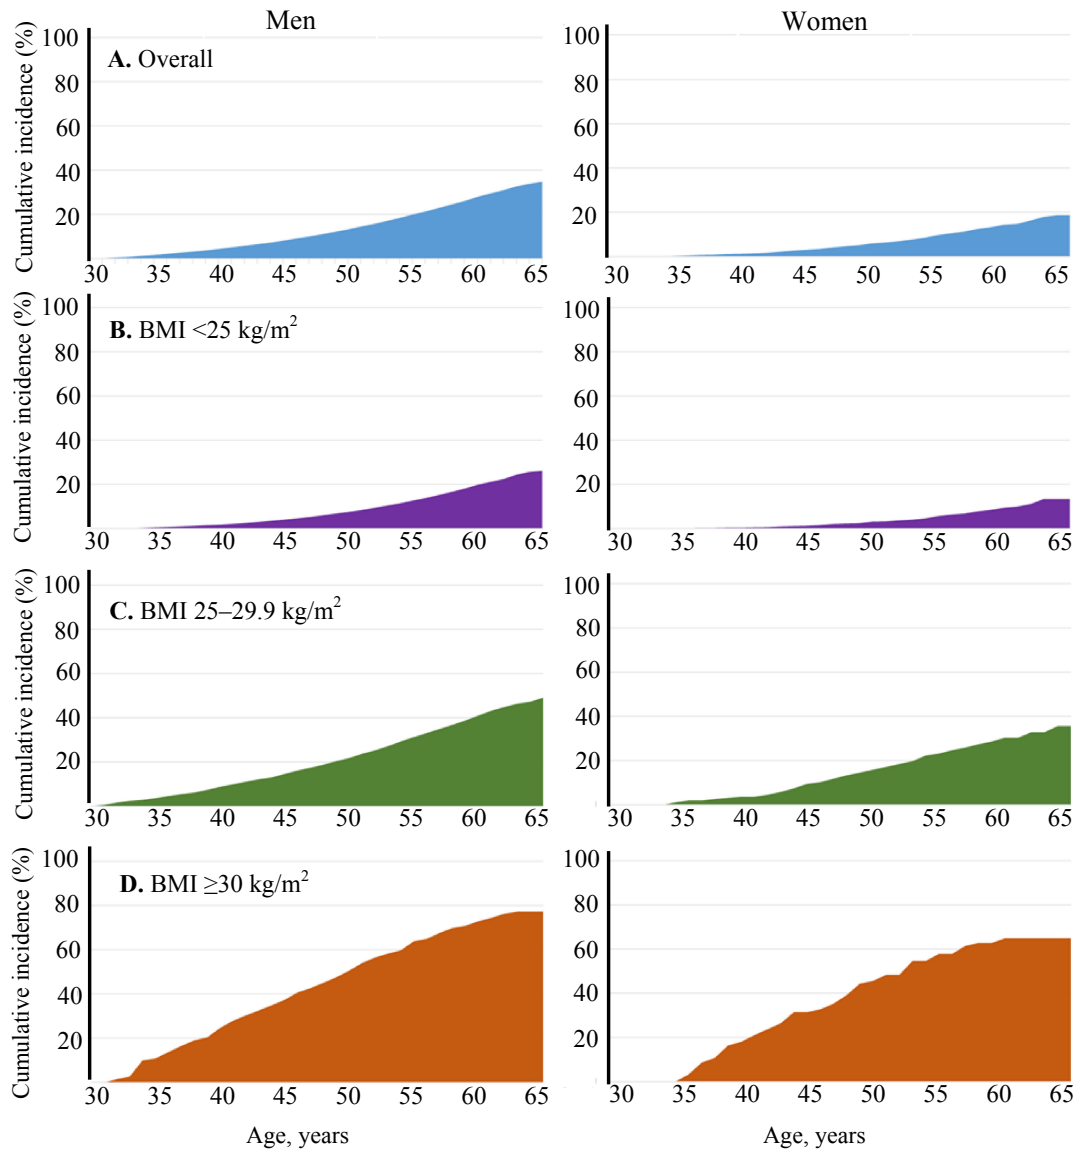 Men
Women
Cumulative incidence (%)
A. Overall
100
80
60
40
20
30 35 40 45 50 55 60 65
100
80
60
40
20
30 35 40 45 50 55 60 65
Cumulative incidence (%)
B. BMI <25 kg/m²
100
80
60
40
20
30 35 40 45 50 55 60 65
100
80
60
40
20
30 35 40 45 50 55 60 65
Cumulative incidence (%)
C. BMI 25–29.9 kg/m²
100
80
60
40
20
30 35 40 45 50 55 60 65
100
80
60
40
20
30 35 40 45 50 55 60 65
Cumulative incidence (%)
D. BMI ≥30 kg/m²
100
80
60
40
20
30 35 40 45 50 55 60 65
100
80
60
40
20
30 35 40 45 50 55 60 65
Age, years
Age, years